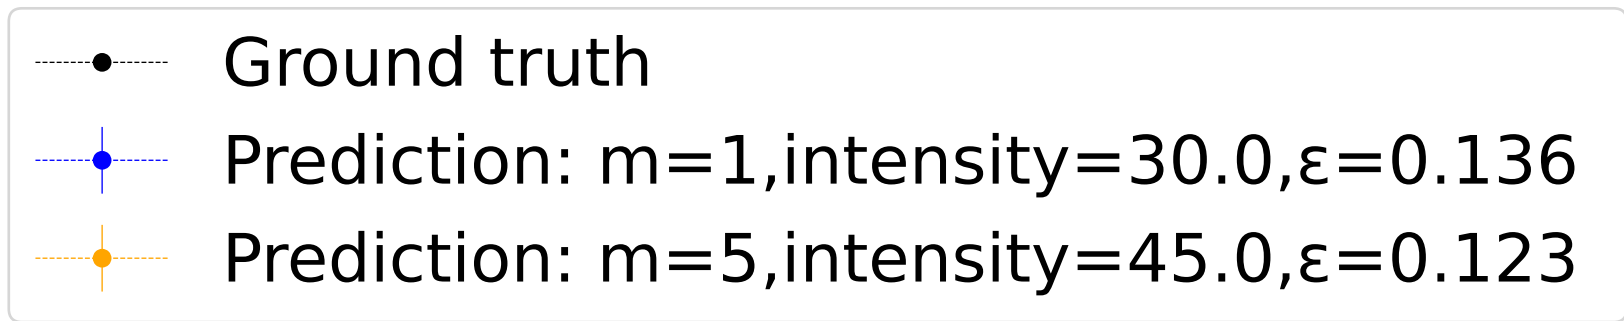 Ground truth
Prediction: m=1,intensity=30.0,ε=0.136
Prediction: m=5,intensity=45.0,ε=0.123